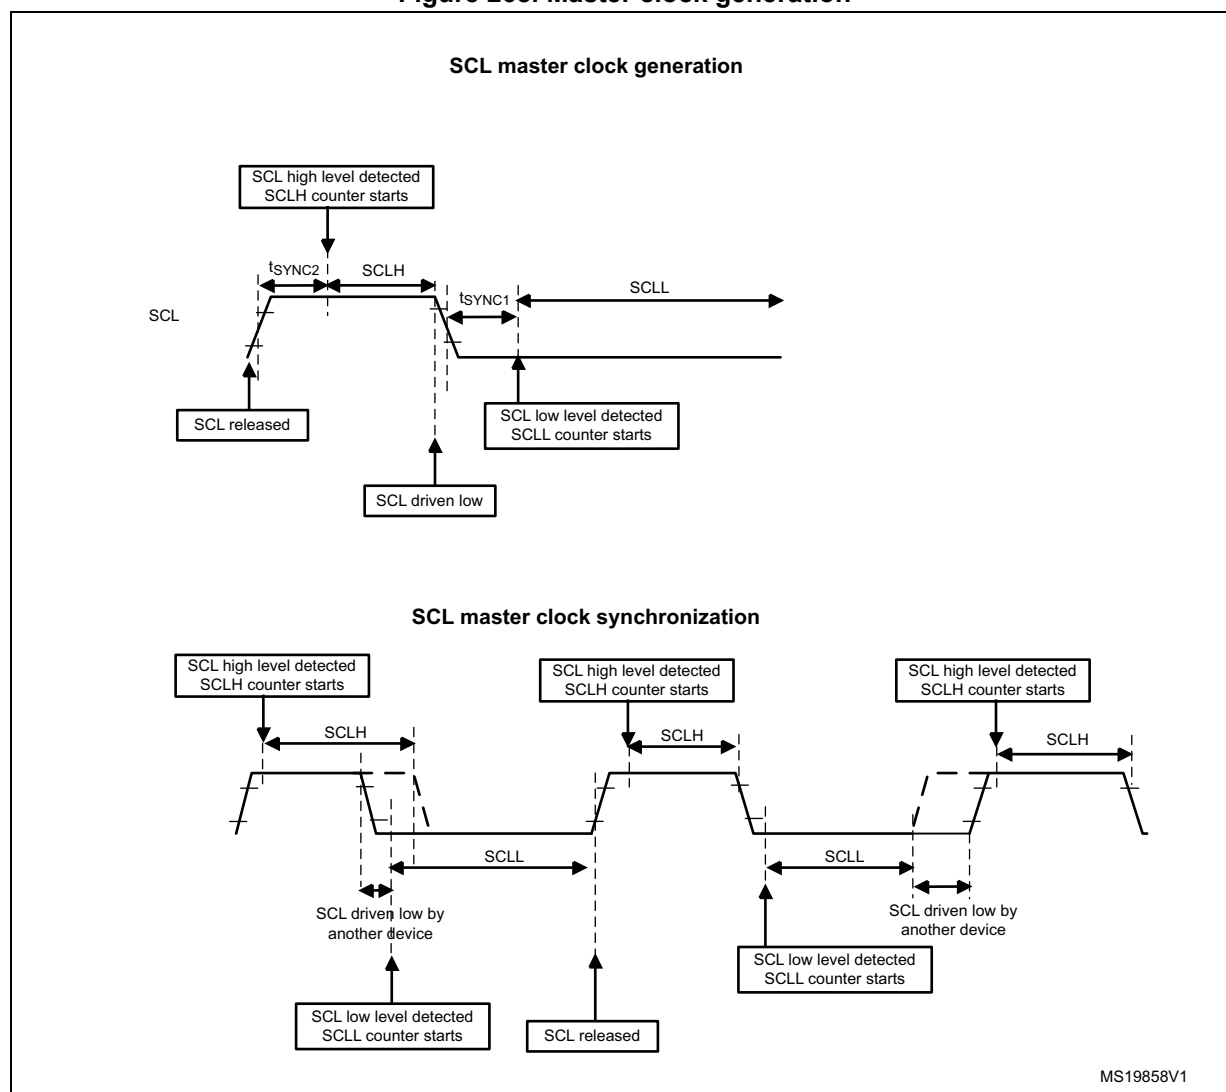 SCL master clock generation
SCL high level detected
SCLH counter starts
tSYNC2
SCLH
SCLL
tSYNC1
SCL
SCL released
SCL low level detected
SCLL counter starts
SCL driven low
SCL master clock synchronization
SCL high level detected
SCLH counter starts
SCL high level detected
SCLH counter starts
SCL high level detected
SCLH counter starts
SCLH
SCLH
SCLH
SCLL
SCLL
SCL driven low by
another device
SCL driven low by
another device
SCL low level detected
SCLL counter starts
SCL low level detected
SCLL counter starts
SCL released
MS19858V1